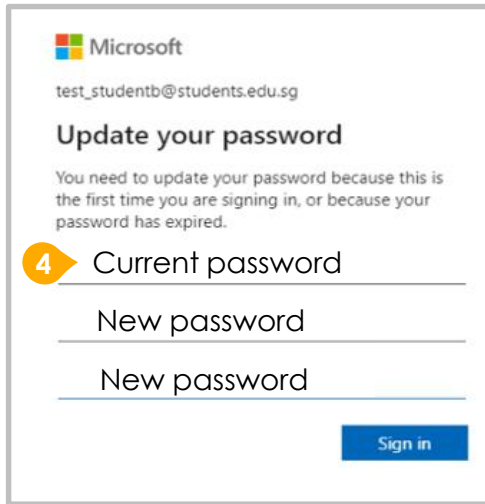 Microsoft
test_studentb@students.edu.sg
Update your password
You need to update your password because this is
the first time you are signing in, or because your
password has expired.
4 Current password
New password
New password
Sign in